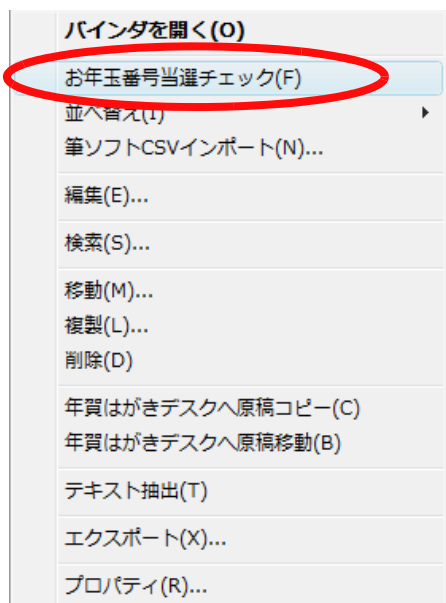 バインダを開く(O)
お年玉番号当選チェック(F)
並べ替え(I)
筆ソフトCSVインポート(N)...
編集(E)...
検索(S)...
移動(M)...
複製(L)...
削除(D)
年賀はがきデスクへ原稿コピー(C)
年賀はがきデスクへ原稿移動(B)
テキスト抽出(T)
エクスポート(X)...
プロパティ(R)...